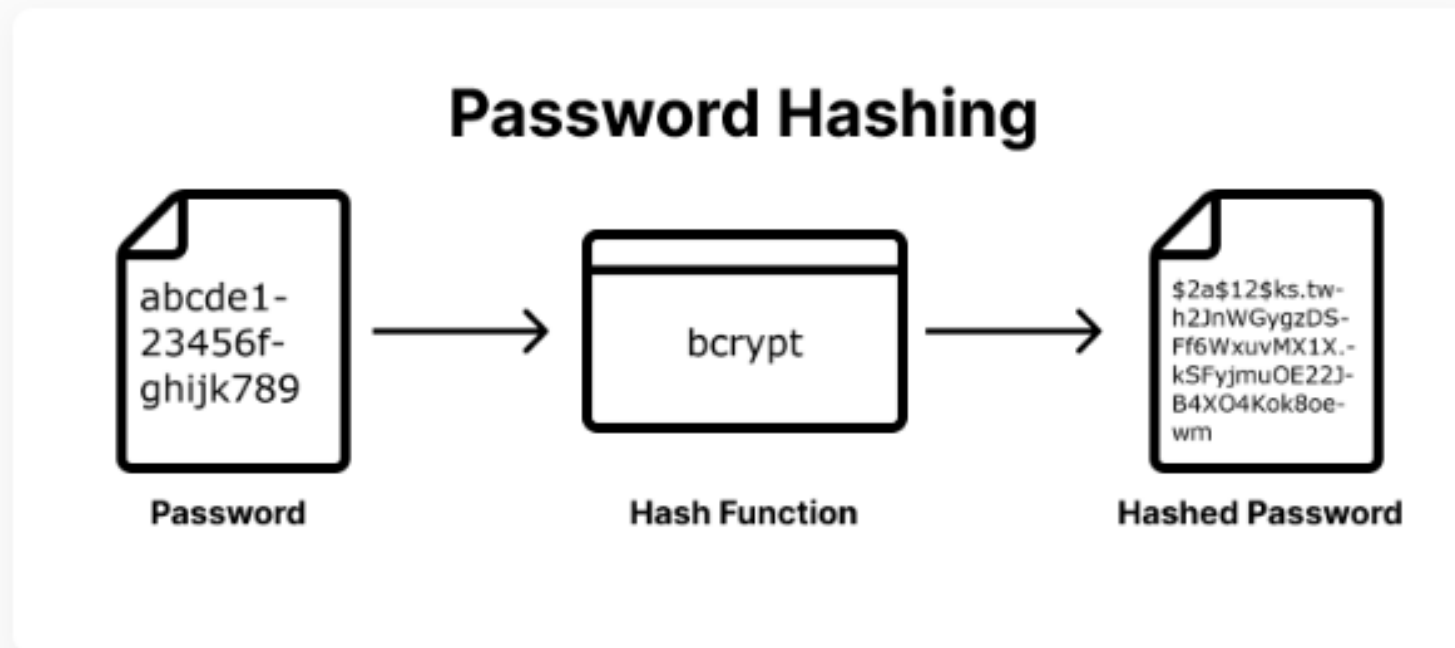 Password Hashing
abcde1-
23456f-
ghijk789
Password
bcrypt
Hash Function
$2a$12$ks.tw-
h2JnWGygzDS-
Ff6WxuvMX1X.-
kSFyjmuOE22J-
B4XO4Kok8oe-
wm
Hashed Password